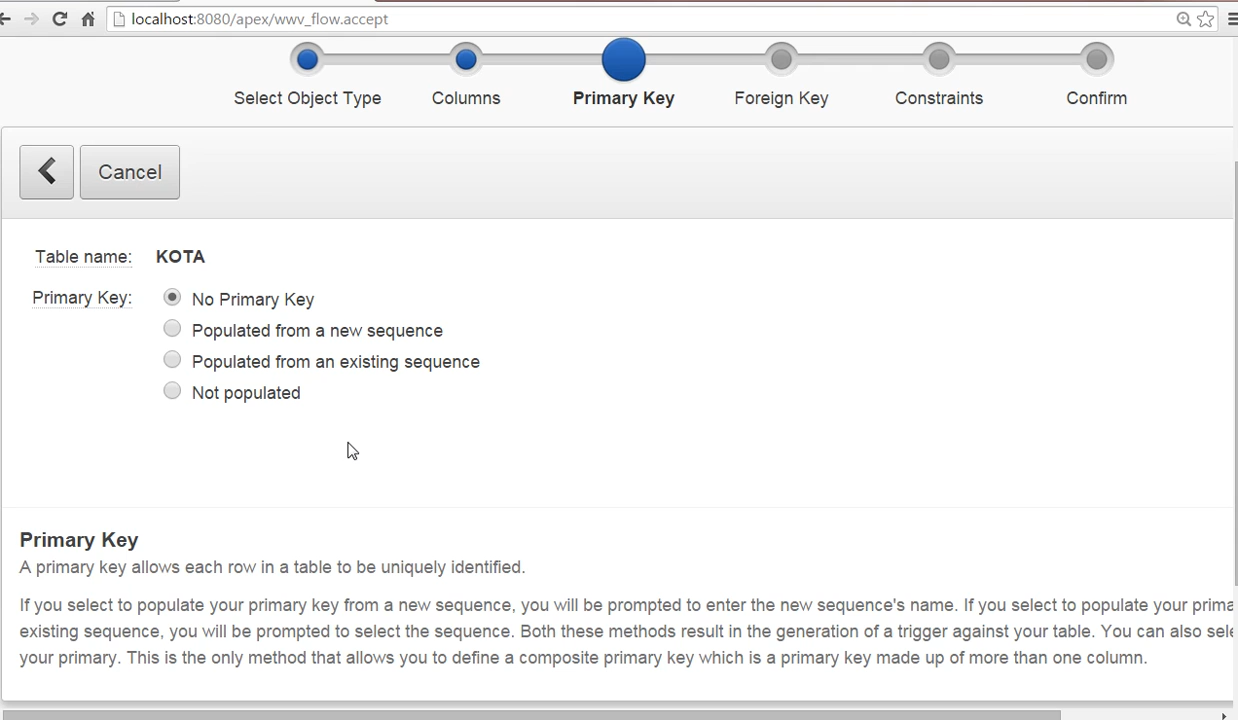 localhost:8080/apex/wwv_flow.accept
Select Object Type Columns Primary Key Foreign Key Constraints Confirm
Cancel
Table name: KOTA
Primary Key: No Primary Key
Populated from a new sequence
Populated from an existing sequence
Not populated
Primary Key
A primary key allows each row in a table to be uniquely identified.
If you select to populate your primary key from a new sequence, you will be prompted to enter the new sequence's name. If you select to populate your
existing sequence, you will be prompted to select the sequence. Both these methods result in the generation of a trigger against your table. You can also
your primary. This is the only method that allows you to define a composite primary key which is a primary key made up of more than one column.